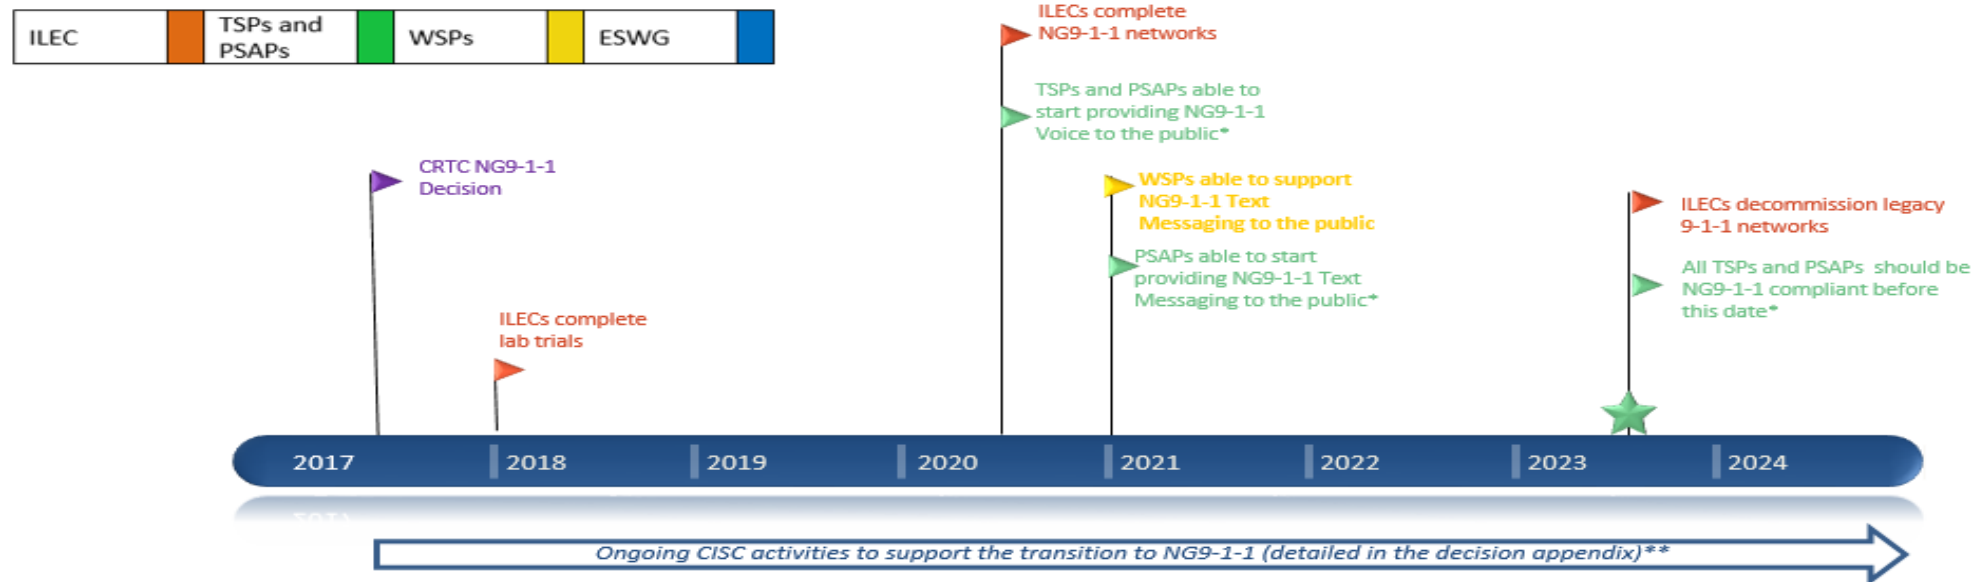 ILEC
TSPs and
PSAPs
WSPs
ESWG
ILECs complete
NG9-1-1 networks
TSPs and PSAPs able to
start providing NG9-1-1
Voice to the public*
CRTC NG9-1-1
Decision
WSPs able to support
NG9-1-1 Text
Messaging to the public
PSAPs able to start
providing NG9-1-1 Text
Messaging to the public*
ILECs decommission legacy
9-1-1 networks
All TSPs and PSAPs should be
NG9-1-1 compliant before
this date*
ILECs complete
lab trials
2017
2018
2019
2020
2021
2022
2023
2024
Ongoing CISC activities to support the transition to NG9-1-1 (detailed in the decision appendix)**